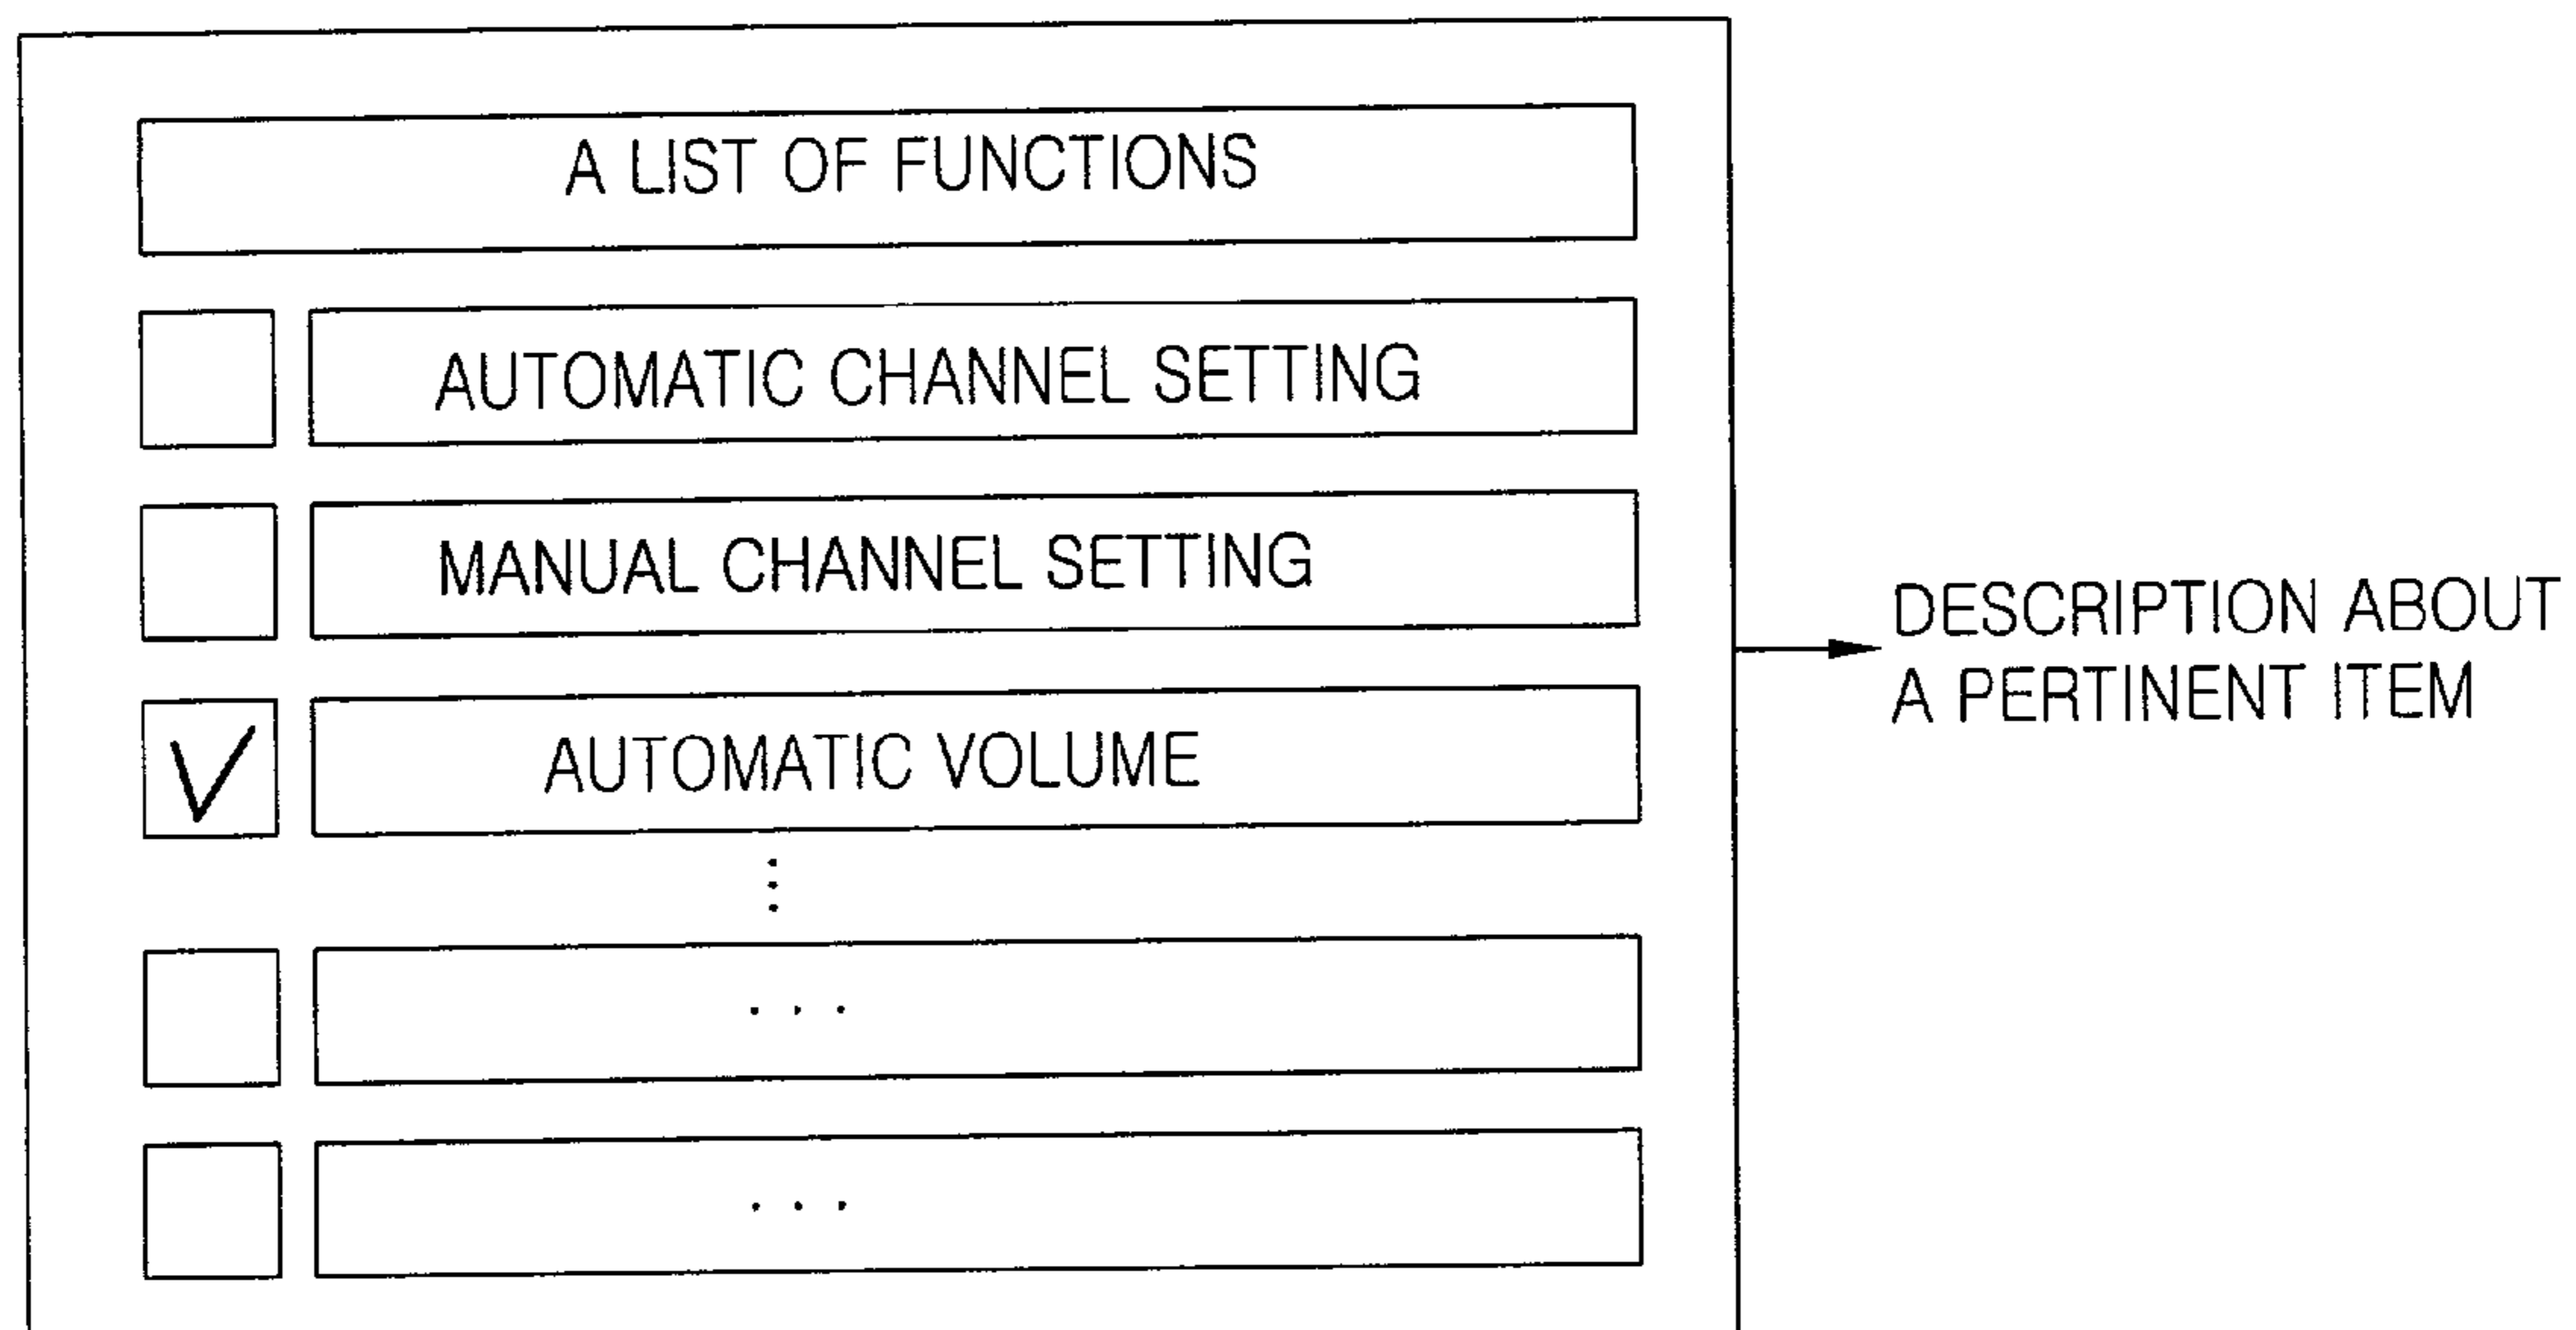 A LIST OF FUNCTIONS
AUTOMATIC CHANNEL SETTING
MANUAL CHANNEL SETTING
AUTOMATIC VOLUME
. . .
. . .
DESCRIPTION ABOUT
A PERTINENT ITEM